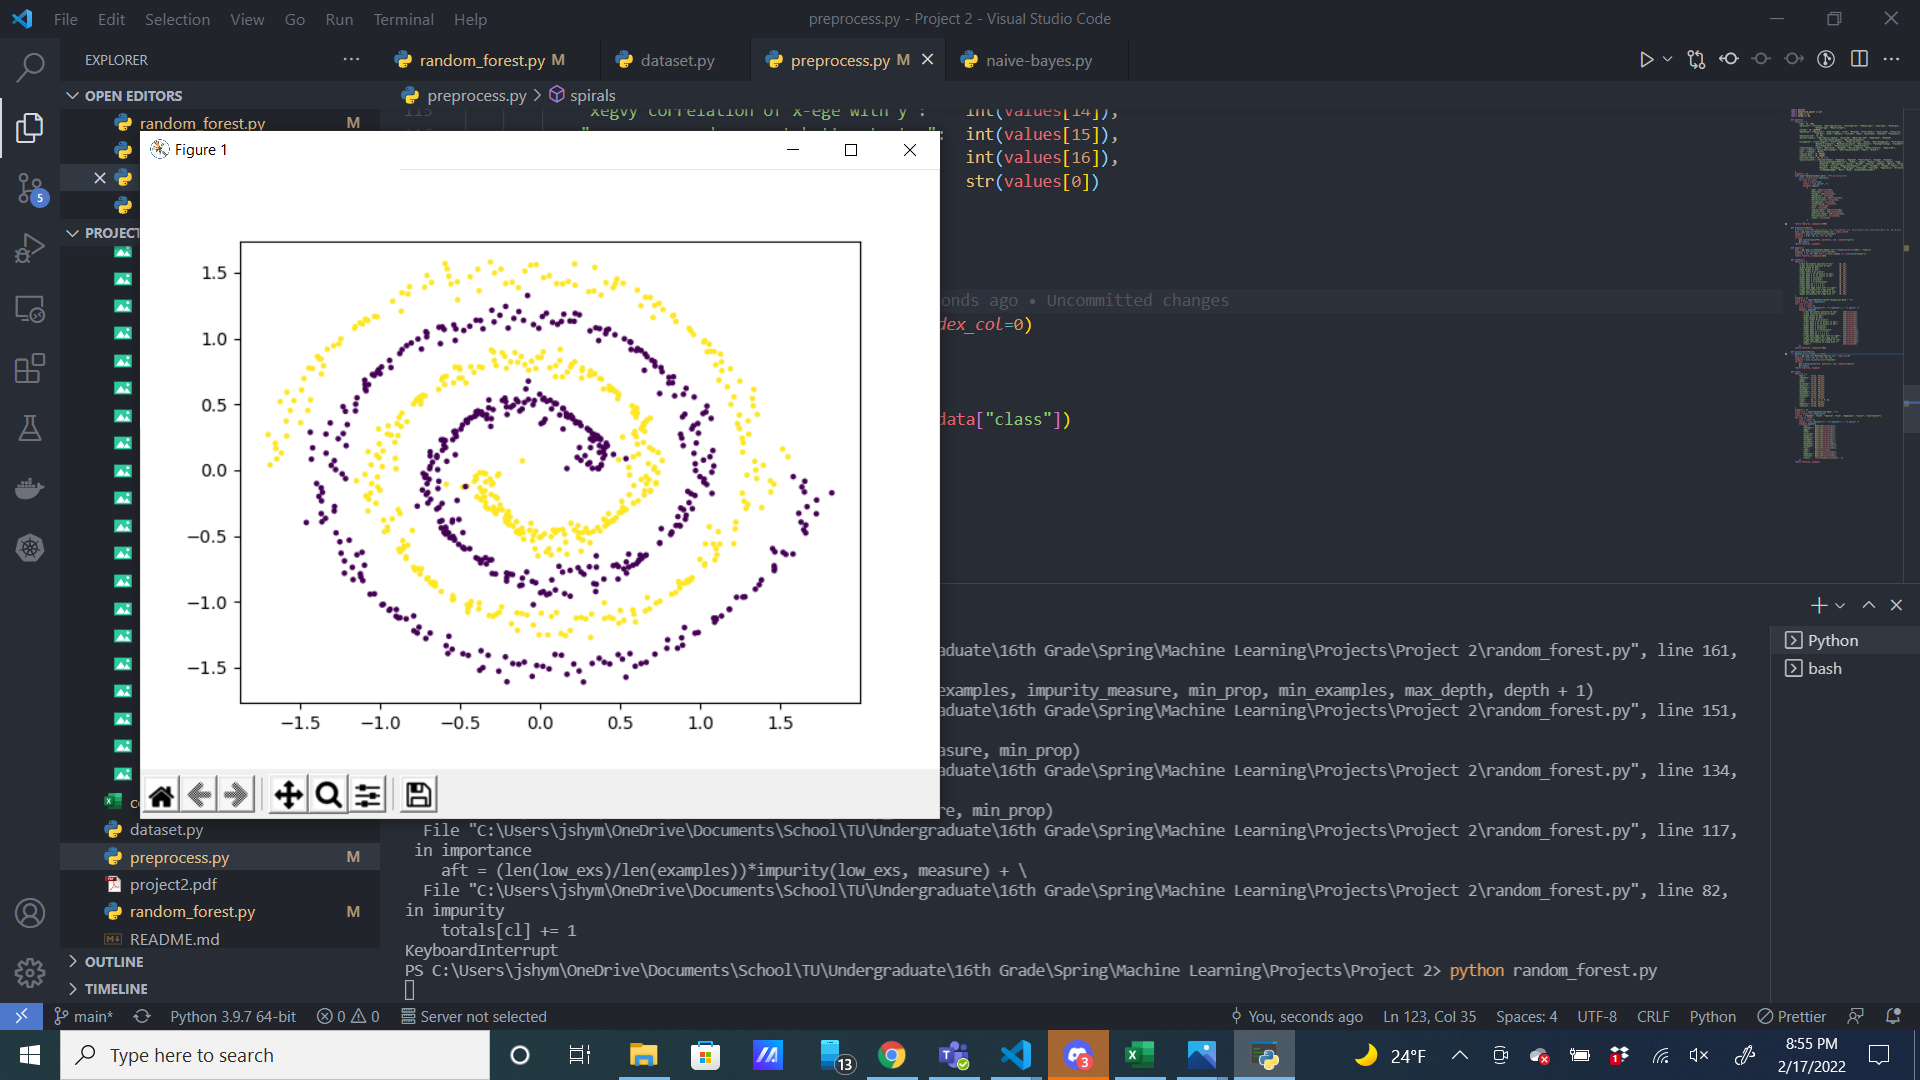 File Edit Selection View Go Run Terminal Help
preprocess.py - Project 2 - Visual Studio Code
EXPLORER
random_forest.py M
dataset.py
preprocess.py M
naive-bayes.py
OPEN EDITORS
preprocess.py > spirals
random_forest.py M
115 "xegvy correlation of x-ege with y": int(values[14]),
int(values[15]),
int(values[16]),
str(values[0])
Figure 1
5
PROJECT
onds ago • Uncommitted changes
dex_col=0)
data["class"])
1.5
1.0
0.5
0.0
−0.5
−1.0
−1.5
−1.5 −1.0 −0.5 0.0 0.5 1.0 1.5
dataset.py
preprocess.py M
project2.pdf
random_forest.py M
README.md
OUTLINE
TIMELINE
aduate\16th Grade\Spring\Machine Learning\Projects\Project 2\random_forest.py", line 161,
examples, impurity_measure, min_prop, min_examples, max_depth, depth + 1)
aduate\16th Grade\Spring\Machine Learning\Projects\Project 2\random_forest.py", line 151,
asure, min_prop)
aduate\16th Grade\Spring\Machine Learning\Projects\Project 2\random_forest.py", line 134,
re, min_prop)
File "C:\Users\jshym\OneDrive\Documents\School\TU\Undergraduate\16th Grade\Spring\Machine Learning\Projects\Project 2\random_forest.py", line 117,
in importance
aft = (len(low_exs)/len(examples))*impurity(low_exs, measure) + \
File "C:\Users\jshym\OneDrive\Documents\School\TU\Undergraduate\16th Grade\Spring\Machine Learning\Projects\Project 2\random_forest.py", line 82,
in impurity
totals[cl] += 1
KeyboardInterrupt
PS C:\Users\jshym\OneDrive\Documents\School\TU\Undergraduate\16th Grade\Spring\Machine Learning\Projects\Project 2> python random_forest.py
Python
bash
main* Python 3.9.7 64-bit 0 0 Server not selected
You, seconds ago Ln 123, Col 35 Spaces: 4 UTF-8 CRLF Python Prettier
Type here to search
13
3
24°F
1
8:55 PM
2/17/2022